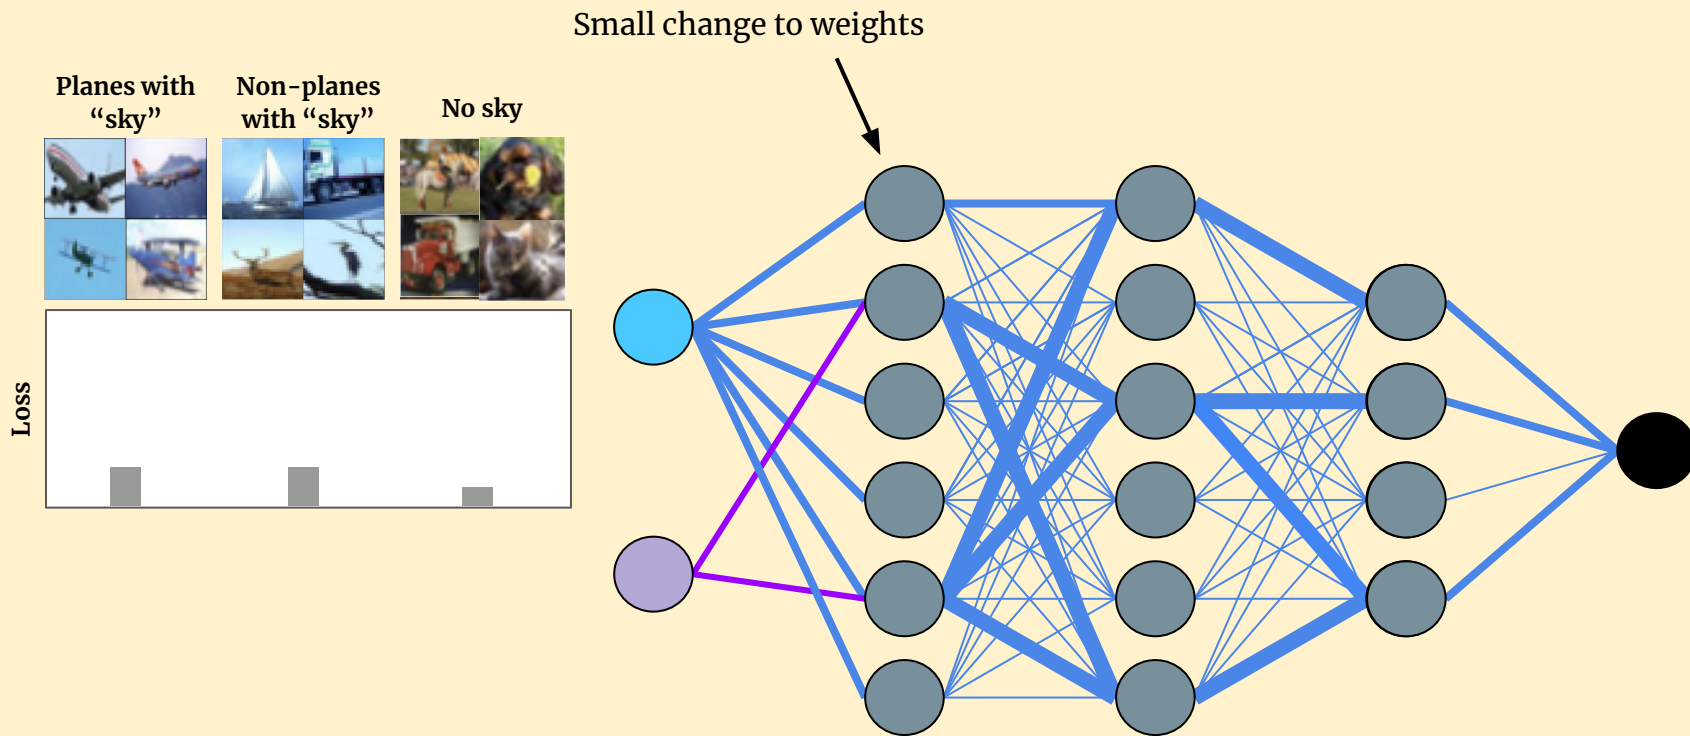 Small change to weights
Planes with
“sky”
Non-planes
with “sky”
No sky
Loss